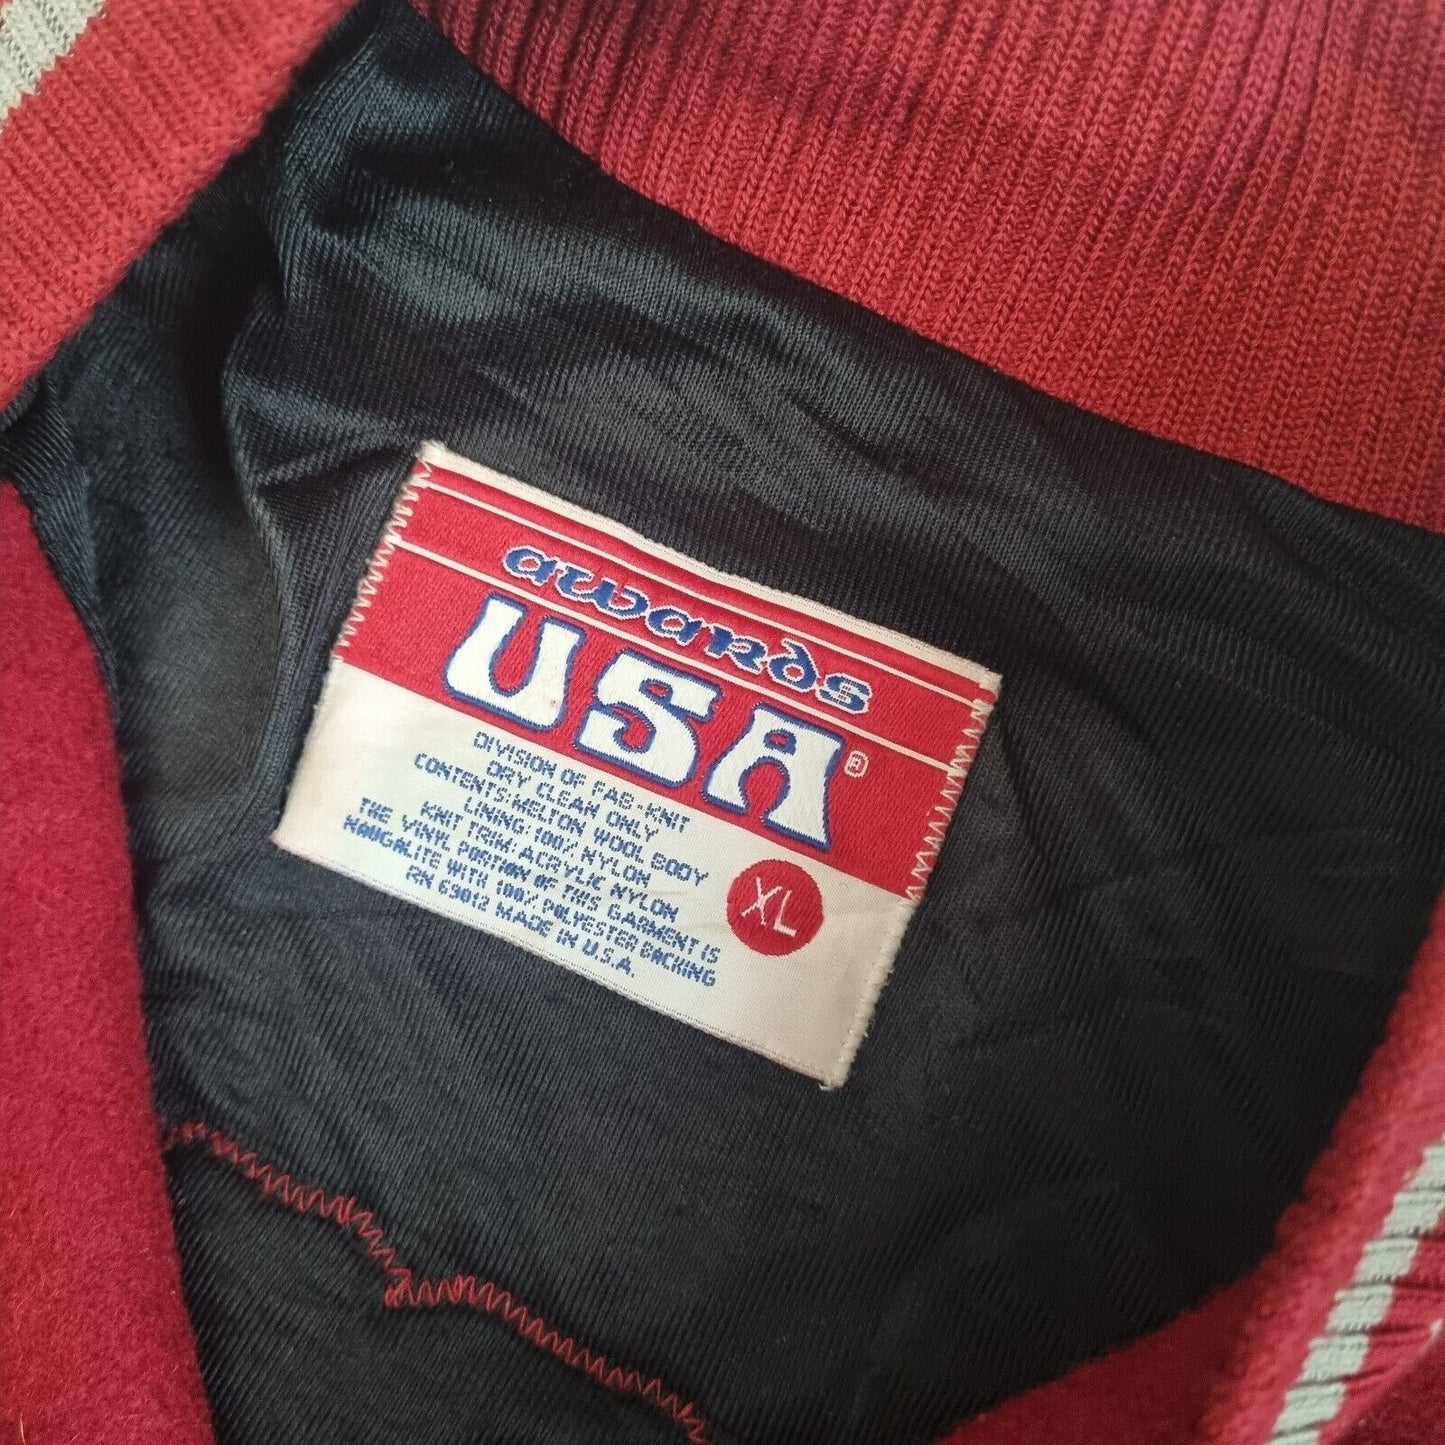 awards
USA®
DIVISION OF FAB-KNIT
DRY CLEAN ONLY
CONTENTS: MELTON WOOL BODY
LINING: 100% NYLON
KNIT TRIM: ACRYLIC NYLON
THE VINYL PORTION OF THIS GARMENT IS
NAUGALITE WITH 100% POLYESTER BACKING
RN 63012 MADE IN U.S.A.
XL